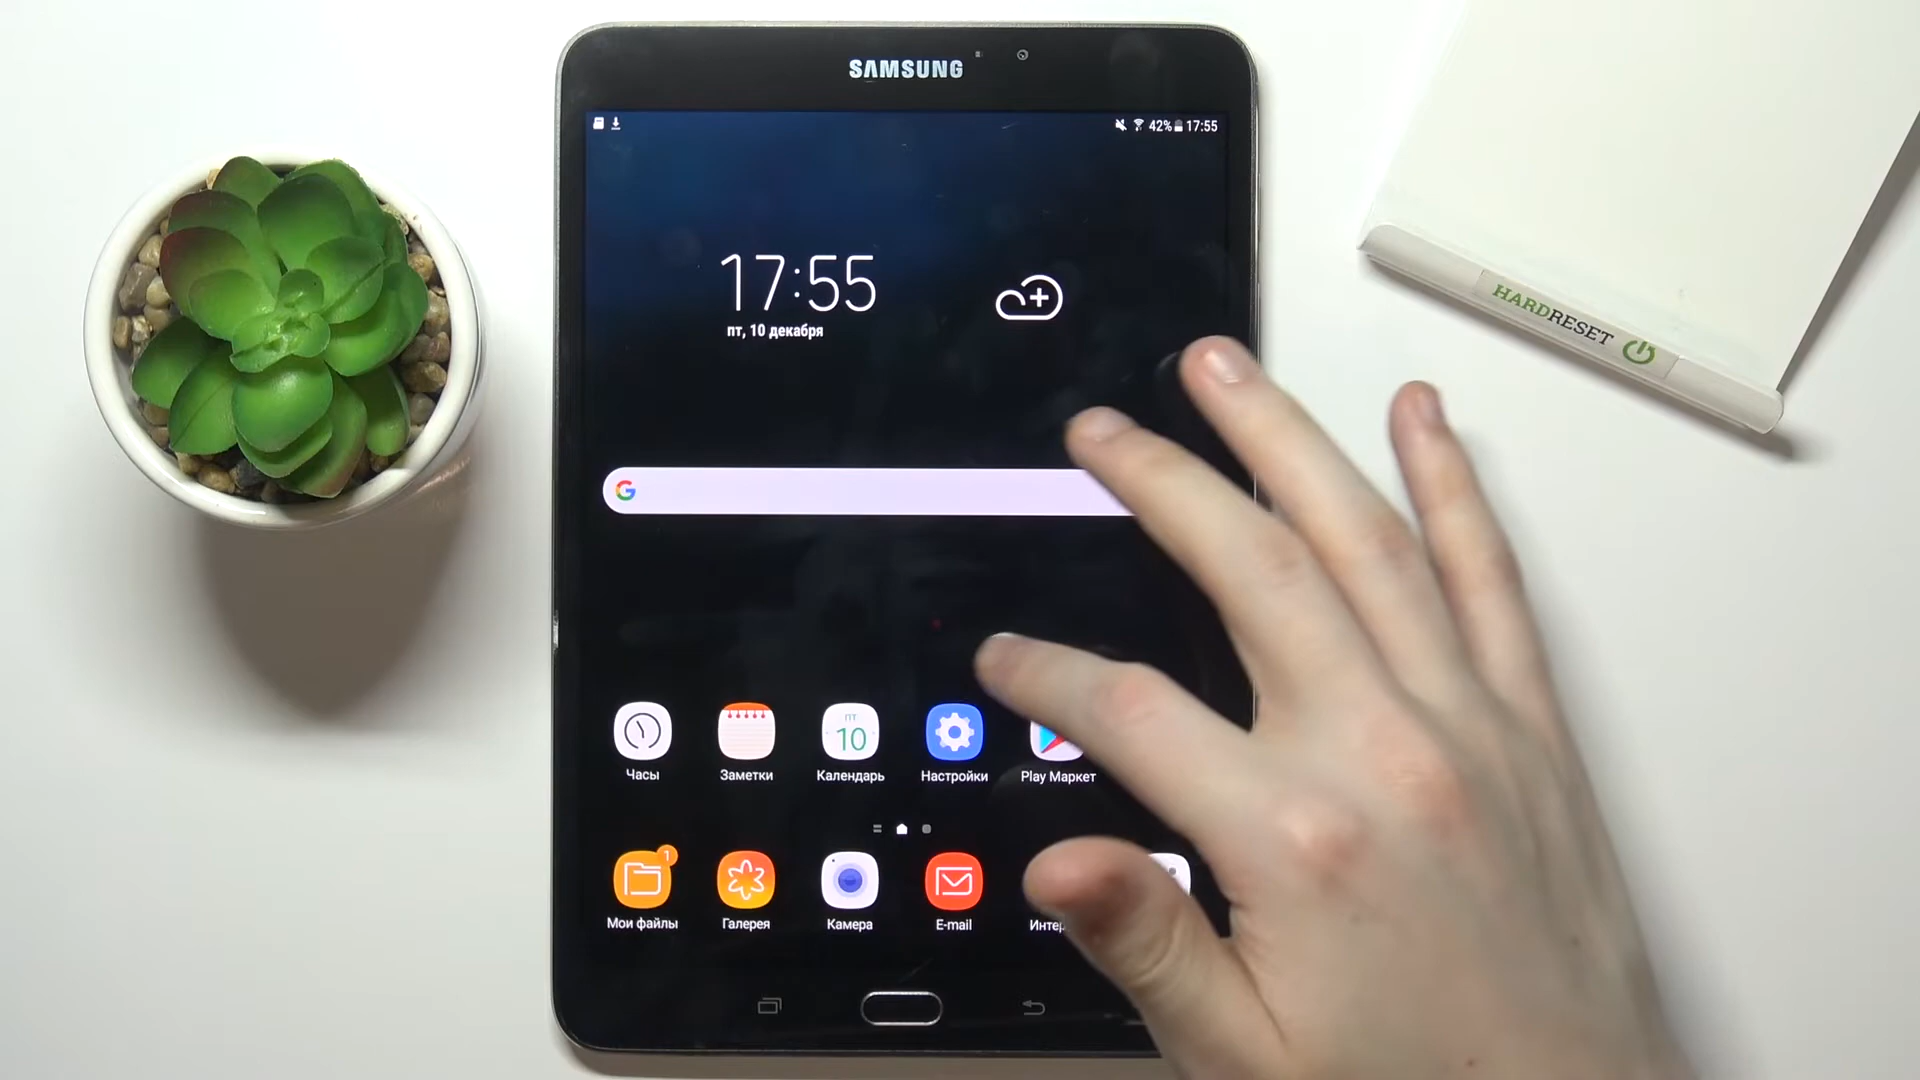 SAMSUNG
42% 17:55
17:55
пт, 10 декабря
HARDRESET
G
пт
10
Часы
Заметки
Календарь
Настройки
Play Маркет
1
Мои файлы
Галерея
Камера
E-mail